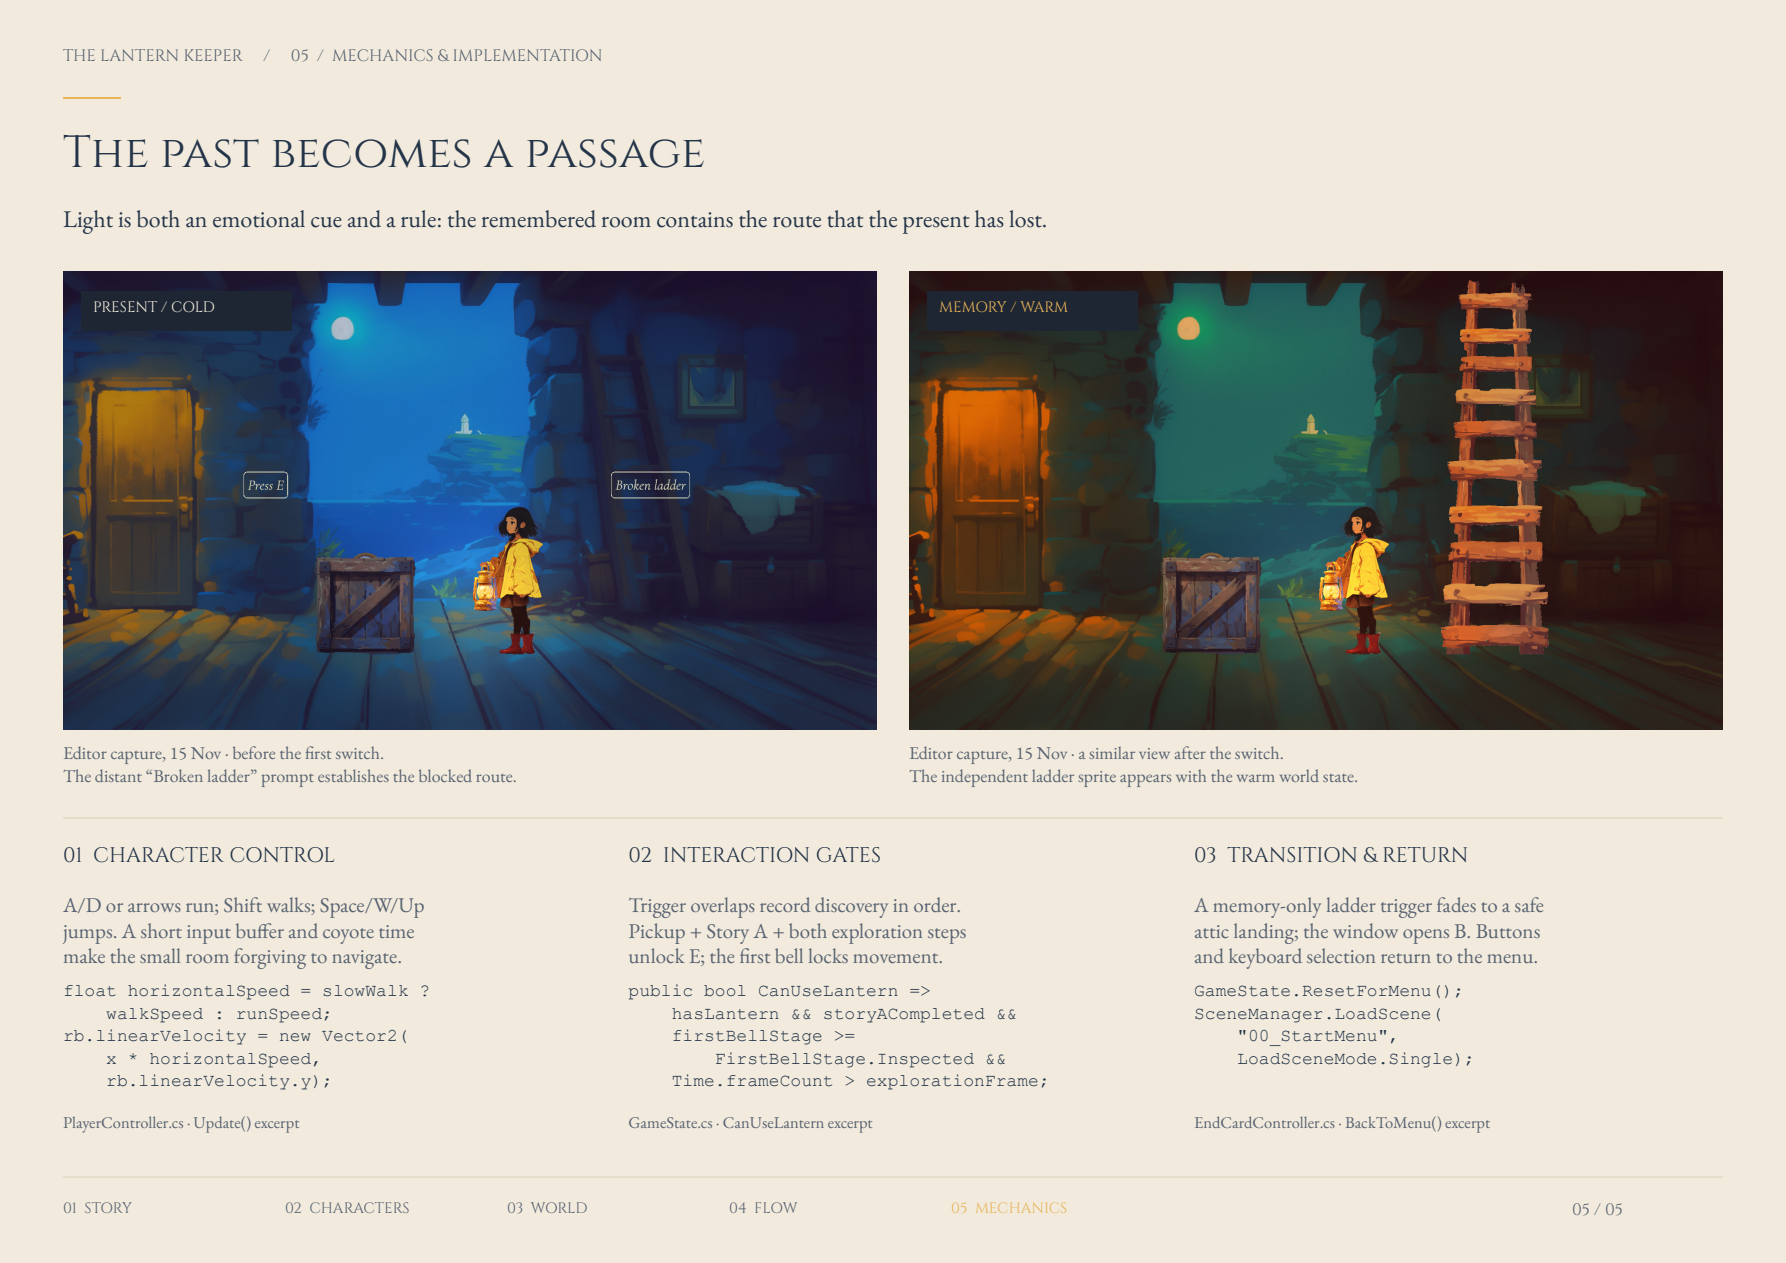 THE LANTERN KEEPER / 05 / MECHANICS & IMPLEMENTATION
THE PAST BECOMES A PASSAGE
Light is both an emotional cue and a rule: the remembered room contains the route that the present has lost.
PRESENT / COLD
Press E
Broken ladder
MEMORY / WARM
Editor capture, 15 Nov · before the first switch.
The distant “Broken ladder” prompt establishes the blocked route.
Editor capture, 15 Nov · a similar view after the switch.
The independent ladder sprite appears with the warm world state.
01 CHARACTER CONTROL
A/D or arrows run; Shift walks; Space/W/Up
jumps. A short input buffer and coyote time
make the small room forgiving to navigate.
float horizontalSpeed = slowWalk ?
    walkSpeed : runSpeed;
rb.linearVelocity = new Vector2(
    x * horizontalSpeed,
    rb.linearVelocity.y);
PlayerController.cs · Update() excerpt
02 INTERACTION GATES
Trigger overlaps record discovery in order.
Pickup + Story A + both exploration steps
unlock E; the first bell locks movement.
public bool CanUseLantern =>
    hasLantern && storyACompleted &&
    firstBellStage >=
        FirstBellStage.Inspected &&
    Time.frameCount > explorationFrame;
GameState.cs · CanUseLantern excerpt
03 TRANSITION & RETURN
A memory-only ladder trigger fades to a safe
attic landing; the window opens B. Buttons
and keyboard selection return to the menu.
GameState.ResetForMenu();
SceneManager.LoadScene(
    "00_StartMenu",
    LoadSceneMode.Single);
EndCardController.cs · BackToMenu() excerpt
01 STORY
02 CHARACTERS
03 WORLD
04 FLOW
05 MECHANICS
05 / 05